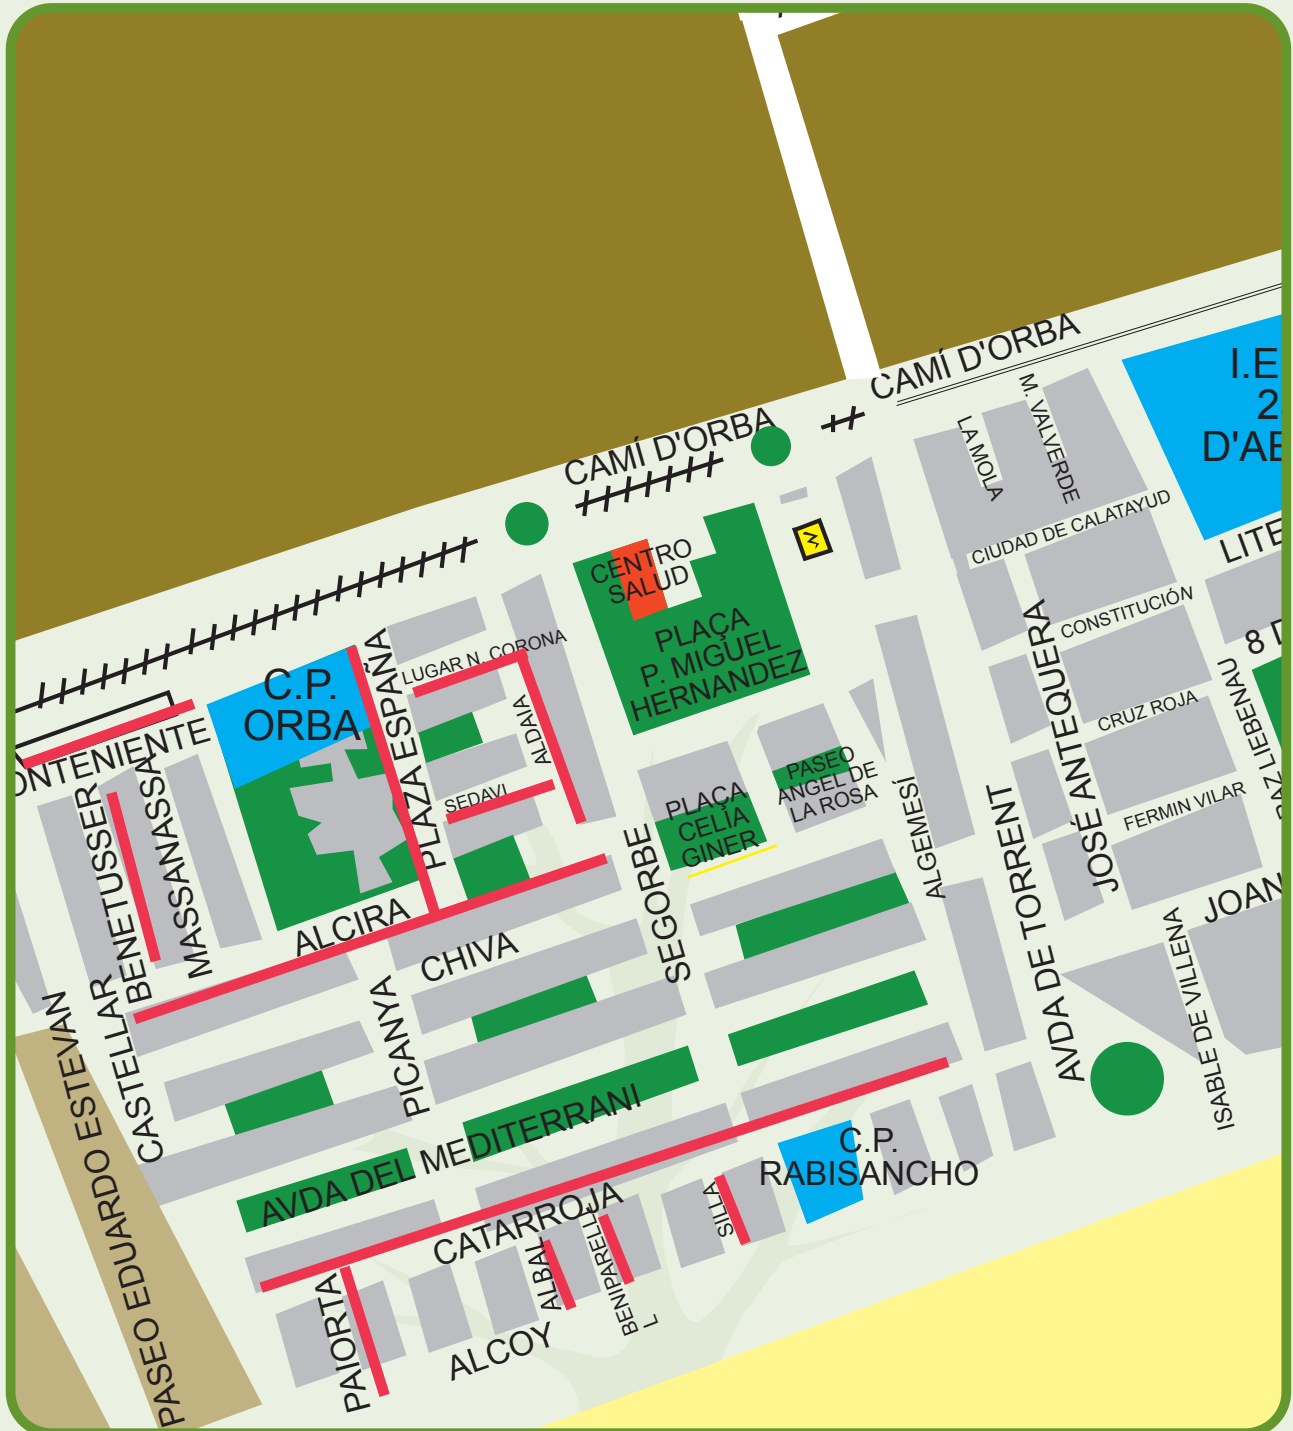 CAMÍ D'ORBA
CAMÍ D'ORBA
M. VALVERDE
LA MOLA
I.E
2
D'AE
CIUDAD DE CALATAYUD
LITE
CENTRO
SALUD
M
CONSTITUCIÓN
8 D
PLAÇA
P. MIGUEL
HERNANDEZ
LUGAR N. CORONA
C.P.
ORBA
PLAZA ESPAÑA
ALDAIA
SEDAVI
ONTENIENTE
JOSÉ ANTEQUERA
CRUZ ROJA
FERMIN VILAR
PAZ LIEBENAU
PASEO
ANGEL DE
LA ROSA
PLAÇA
CELIA
GINER
ALGEMESÍ
BENETUSSER
MASSANASSA
ALCIRA
CHIVA
SEGORBE
AVDA DE TORRENT
JOAN
ISABLE DE VILLENA
CASTELLAR
PICANYA
PASEO EDUARDO ESTEVAN
AVDA DEL MEDITERRANI
C.P.
RABISANCHO
CATARROJA
SILLA
ALBAL
BENIPARELL
L
PAIORTA
ALCOY